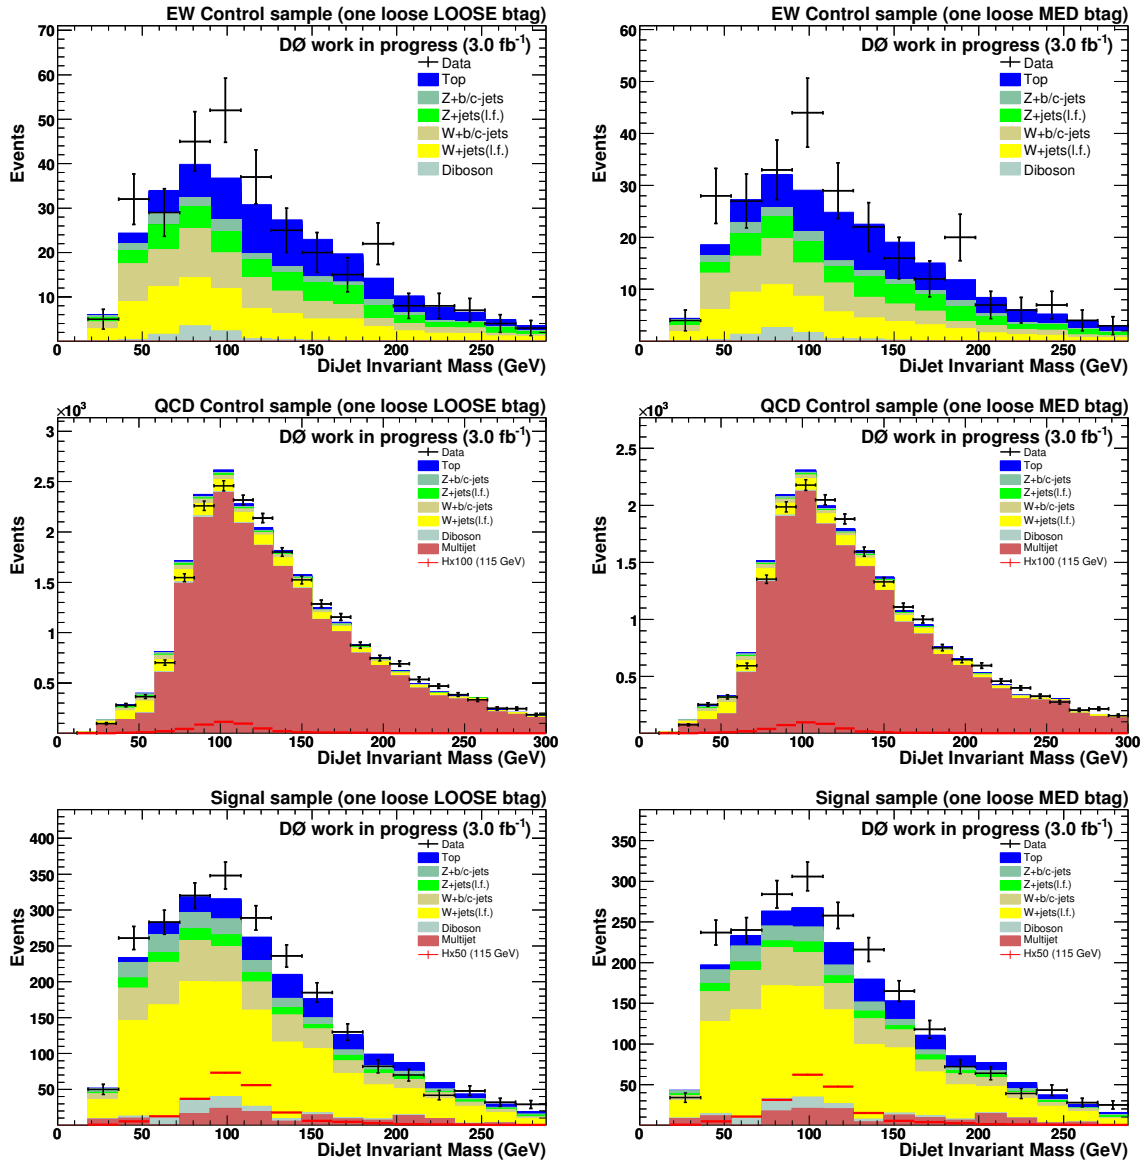 EW Control sample (one loose LOOSE btag)
DØ work in progress (3.0 fb-1)
Data
Top
Z+b/c-jets
Z+jets(l.f.)
W+b/c-jets
W+jets(l.f.)
Diboson
Events
70
60
50
40
30
20
10
0 50 100 150 200 250
DiJet Invariant Mass (GeV)
EW Control sample (one loose MED btag)
DØ work in progress (3.0 fb-1)
Data
Top
Z+b/c-jets
Z+jets(l.f.)
W+b/c-jets
W+jets(l.f.)
Diboson
Events
60
50
40
30
20
10
0 50 100 150 200 250
DiJet Invariant Mass (GeV)
QCD Control sample (one loose LOOSE btag)
×103
DØ work in progress (3.0 fb-1)
Data
Top
Z+b/c-jets
Z+jets(l.f.)
W+b/c-jets
W+jets(l.f.)
Diboson
Multijet
Hx100 (115 GeV)
Events
3
2.5
2
1.5
1
0.5
0 50 100 150 200 250 300
DiJet Invariant Mass (GeV)
QCD Control sample (one loose MED btag)
×103
DØ work in progress (3.0 fb-1)
Data
Top
Z+b/c-jets
Z+jets(l.f.)
W+b/c-jets
W+jets(l.f.)
Diboson
Multijet
Hx100 (115 GeV)
Events
2.5
2
1.5
1
0.5
0 50 100 150 200 250 300
DiJet Invariant Mass (GeV)
Signal sample (one loose LOOSE btag)
DØ work in progress (3.0 fb-1)
Data
Top
Z+b/c-jets
Z+jets(l.f.)
W+b/c-jets
W+jets(l.f.)
Diboson
Multijet
Hx50 (115 GeV)
Events
400
350
300
250
200
150
100
50
0 50 100 150 200 250
DiJet Invariant Mass (GeV)
Signal sample (one loose MED btag)
DØ work in progress (3.0 fb-1)
Data
Top
Z+b/c-jets
Z+jets(l.f.)
W+b/c-jets
W+jets(l.f.)
Diboson
Multijet
Hx50 (115 GeV)
Events
350
300
250
200
150
100
50
0 50 100 150 200 250
DiJet Invariant Mass (GeV)